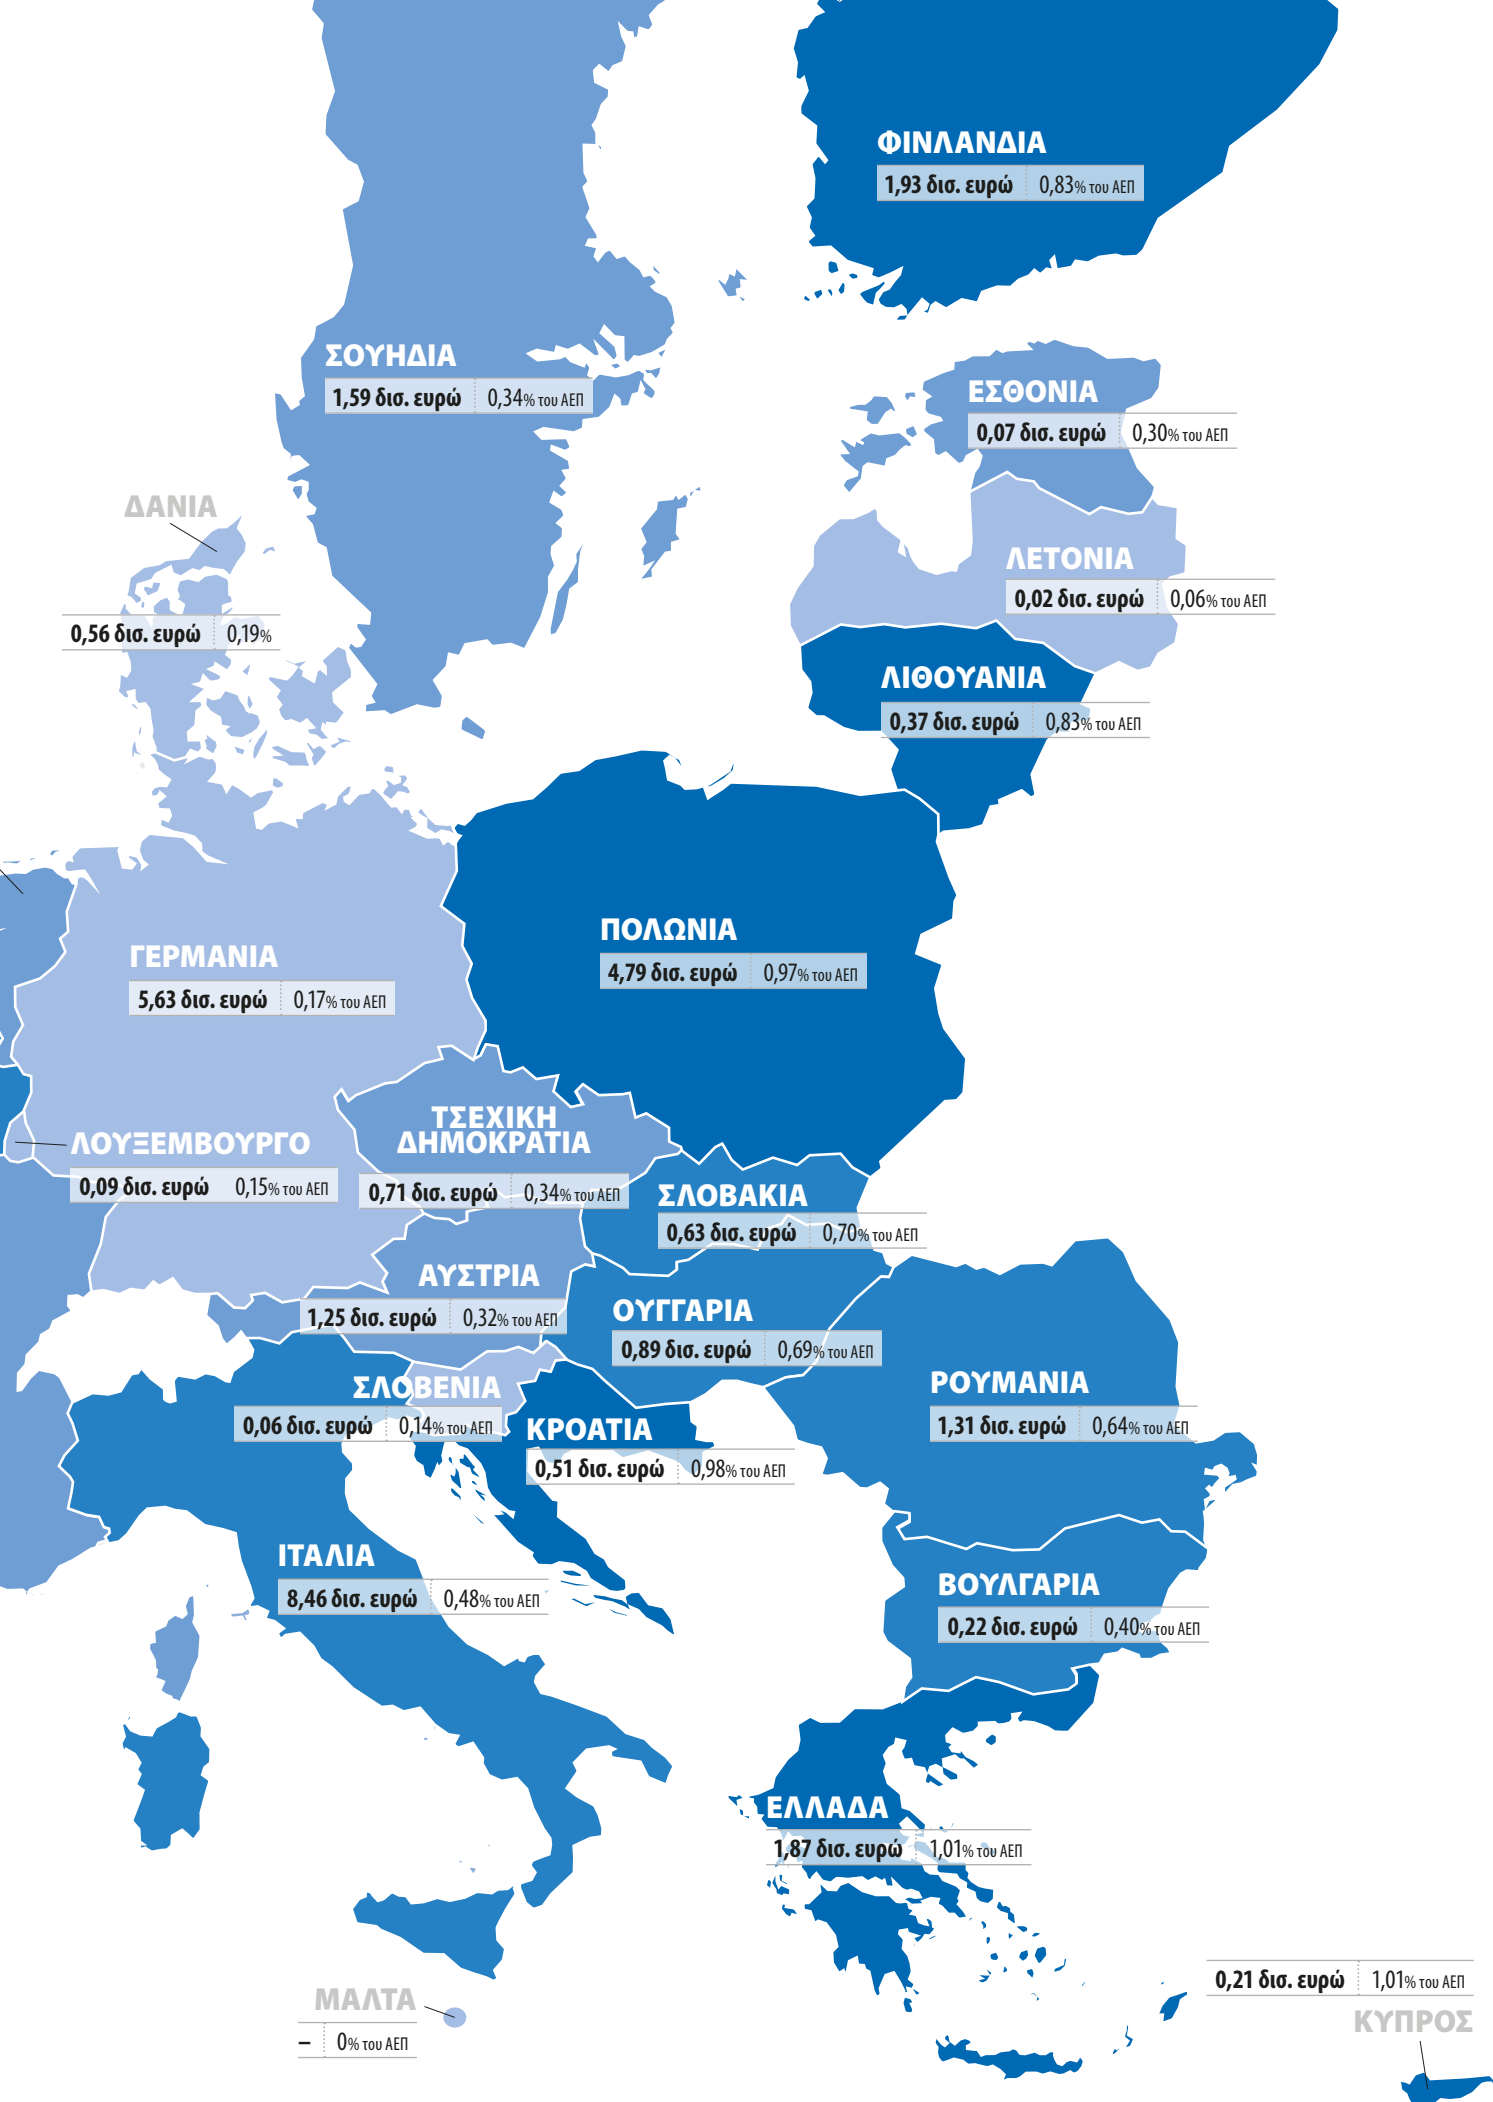 ΦΙΝΛΑΝΔΙΑ
1,93 δισ. ευρώ 0,83% του ΑΕΠ
ΣΟΥΗΔΙΑ
1,59 δισ. ευρώ 0,34% του ΑΕΠ
ΕΣΘΟΝΙΑ
0,07 δισ. ευρώ 0,30% του ΑΕΠ
ΔΑΝΙΑ
0,56 δισ. ευρώ 0,19%
ΛΕΤΟΝΙΑ
0,02 δισ. ευρώ 0,06% του ΑΕΠ
ΛΙΘΟΥΑΝΙΑ
0,37 δισ. ευρώ 0,83% του ΑΕΠ
ΠΟΛΩΝΙΑ
4,79 δισ. ευρώ 0,97% του ΑΕΠ
ΓΕΡΜΑΝΙΑ
5,63 δισ. ευρώ 0,17% του ΑΕΠ
ΛΟΥΞΕΜΒΟΥΡΓΟ
0,09 δισ. ευρώ 0,15% του ΑΕΠ
ΤΣΕΧΙΚΗ
ΔΗΜΟΚΡΑΤΙΑ
0,71 δισ. ευρώ 0,34% του ΑΕΠ
ΣΛΟΒΑΚΙΑ
0,63 δισ. ευρώ 0,70% του ΑΕΠ
ΑΥΣΤΡΙΑ
1,25 δισ. ευρώ 0,32% του ΑΕΠ
ΟΥΓΓΑΡΙΑ
0,89 δισ. ευρώ 0,69% του ΑΕΠ
ΡΟΥΜΑΝΙΑ
1,31 δισ. ευρώ 0,64% του ΑΕΠ
ΣΛΟΒΕΝΙΑ
0,06 δισ. ευρώ 0,14% του ΑΕΠ
ΚΡΟΑΤΙΑ
0,51 δισ. ευρώ 0,98% του ΑΕΠ
ΙΤΑΛΙΑ
8,46 δισ. ευρώ 0,48% του ΑΕΠ
ΒΟΥΛΓΑΡΙΑ
0,22 δισ. ευρώ 0,40% του ΑΕΠ
ΕΛΛΑΔΑ
1,87 δισ. ευρώ 1,01% του ΑΕΠ
ΜΑΛΤΑ
– 0% του ΑΕΠ
0,21 δισ. ευρώ 1,01% του ΑΕΠ
ΚΥΠΡΟΣ